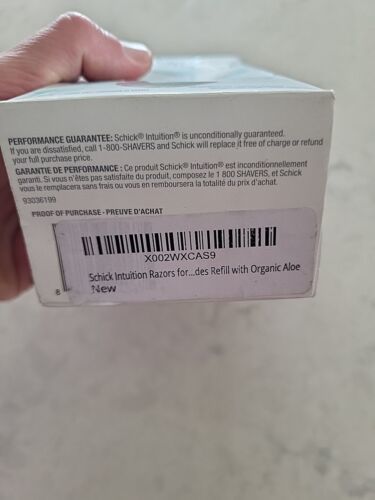 PERFORMANCE GUARANTEE: Schick® Intuition® is unconditionally guaranteed.
If you are dissatisfied, call 1-800-SHAVERS and Schick will replace it free of charge or refund
your full purchase price.
GARANTIE DE PERFORMANCE : Ce produit Schick® Intuition® est inconditionnellement
garanti. Si vous n'êtes pas satisfaite du produit, composez le 1 800 SHAVERS, et Schick
vous le remplacera sans frais ou vous en remboursera la totalité du prix d'achat.
93036199
PROOF OF PURCHASE - PREUVE D'ACHAT
X002WXCAS9
Schick Intuition Razors for...des Refill with Organic Aloe
New
8